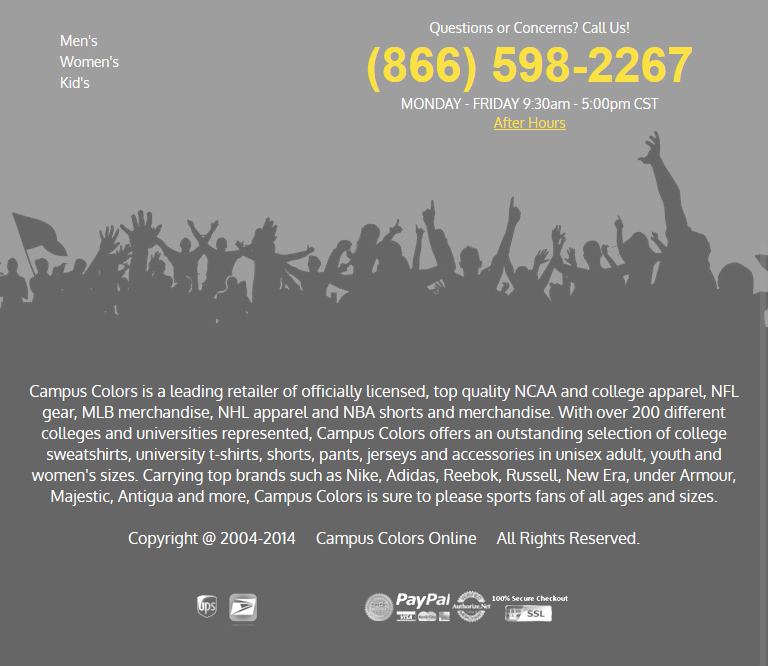 Men's
Women's
Kid's
Questions or Concerns? Call Us!
(866) 598-2267
MONDAY - FRIDAY 9:30am - 5:00pm CST
After Hours
Campus Colors is a leading retailer of officially licensed, top quality NCAA and college apparel, NFL
gear, MLB merchandise, NHL apparel and NBA shorts and merchandise. With over 200 different
colleges and universities represented, Campus Colors offers an outstanding selection of college
sweatshirts, university t-shirts, shorts, pants, jerseys and accessories in unisex adult, youth and
women's sizes. Carrying top brands such as Nike, Adidas, Reebok, Russell, New Era, under Armour,
Majestic, Antigua and more, Campus Colors is sure to please sports fans of all ages and sizes.
Copyright @ 2004-2014 Campus Colors Online All Rights Reserved.
ups
PayPal
VISA
Authorize.Net
100% Secure Checkout
SSL